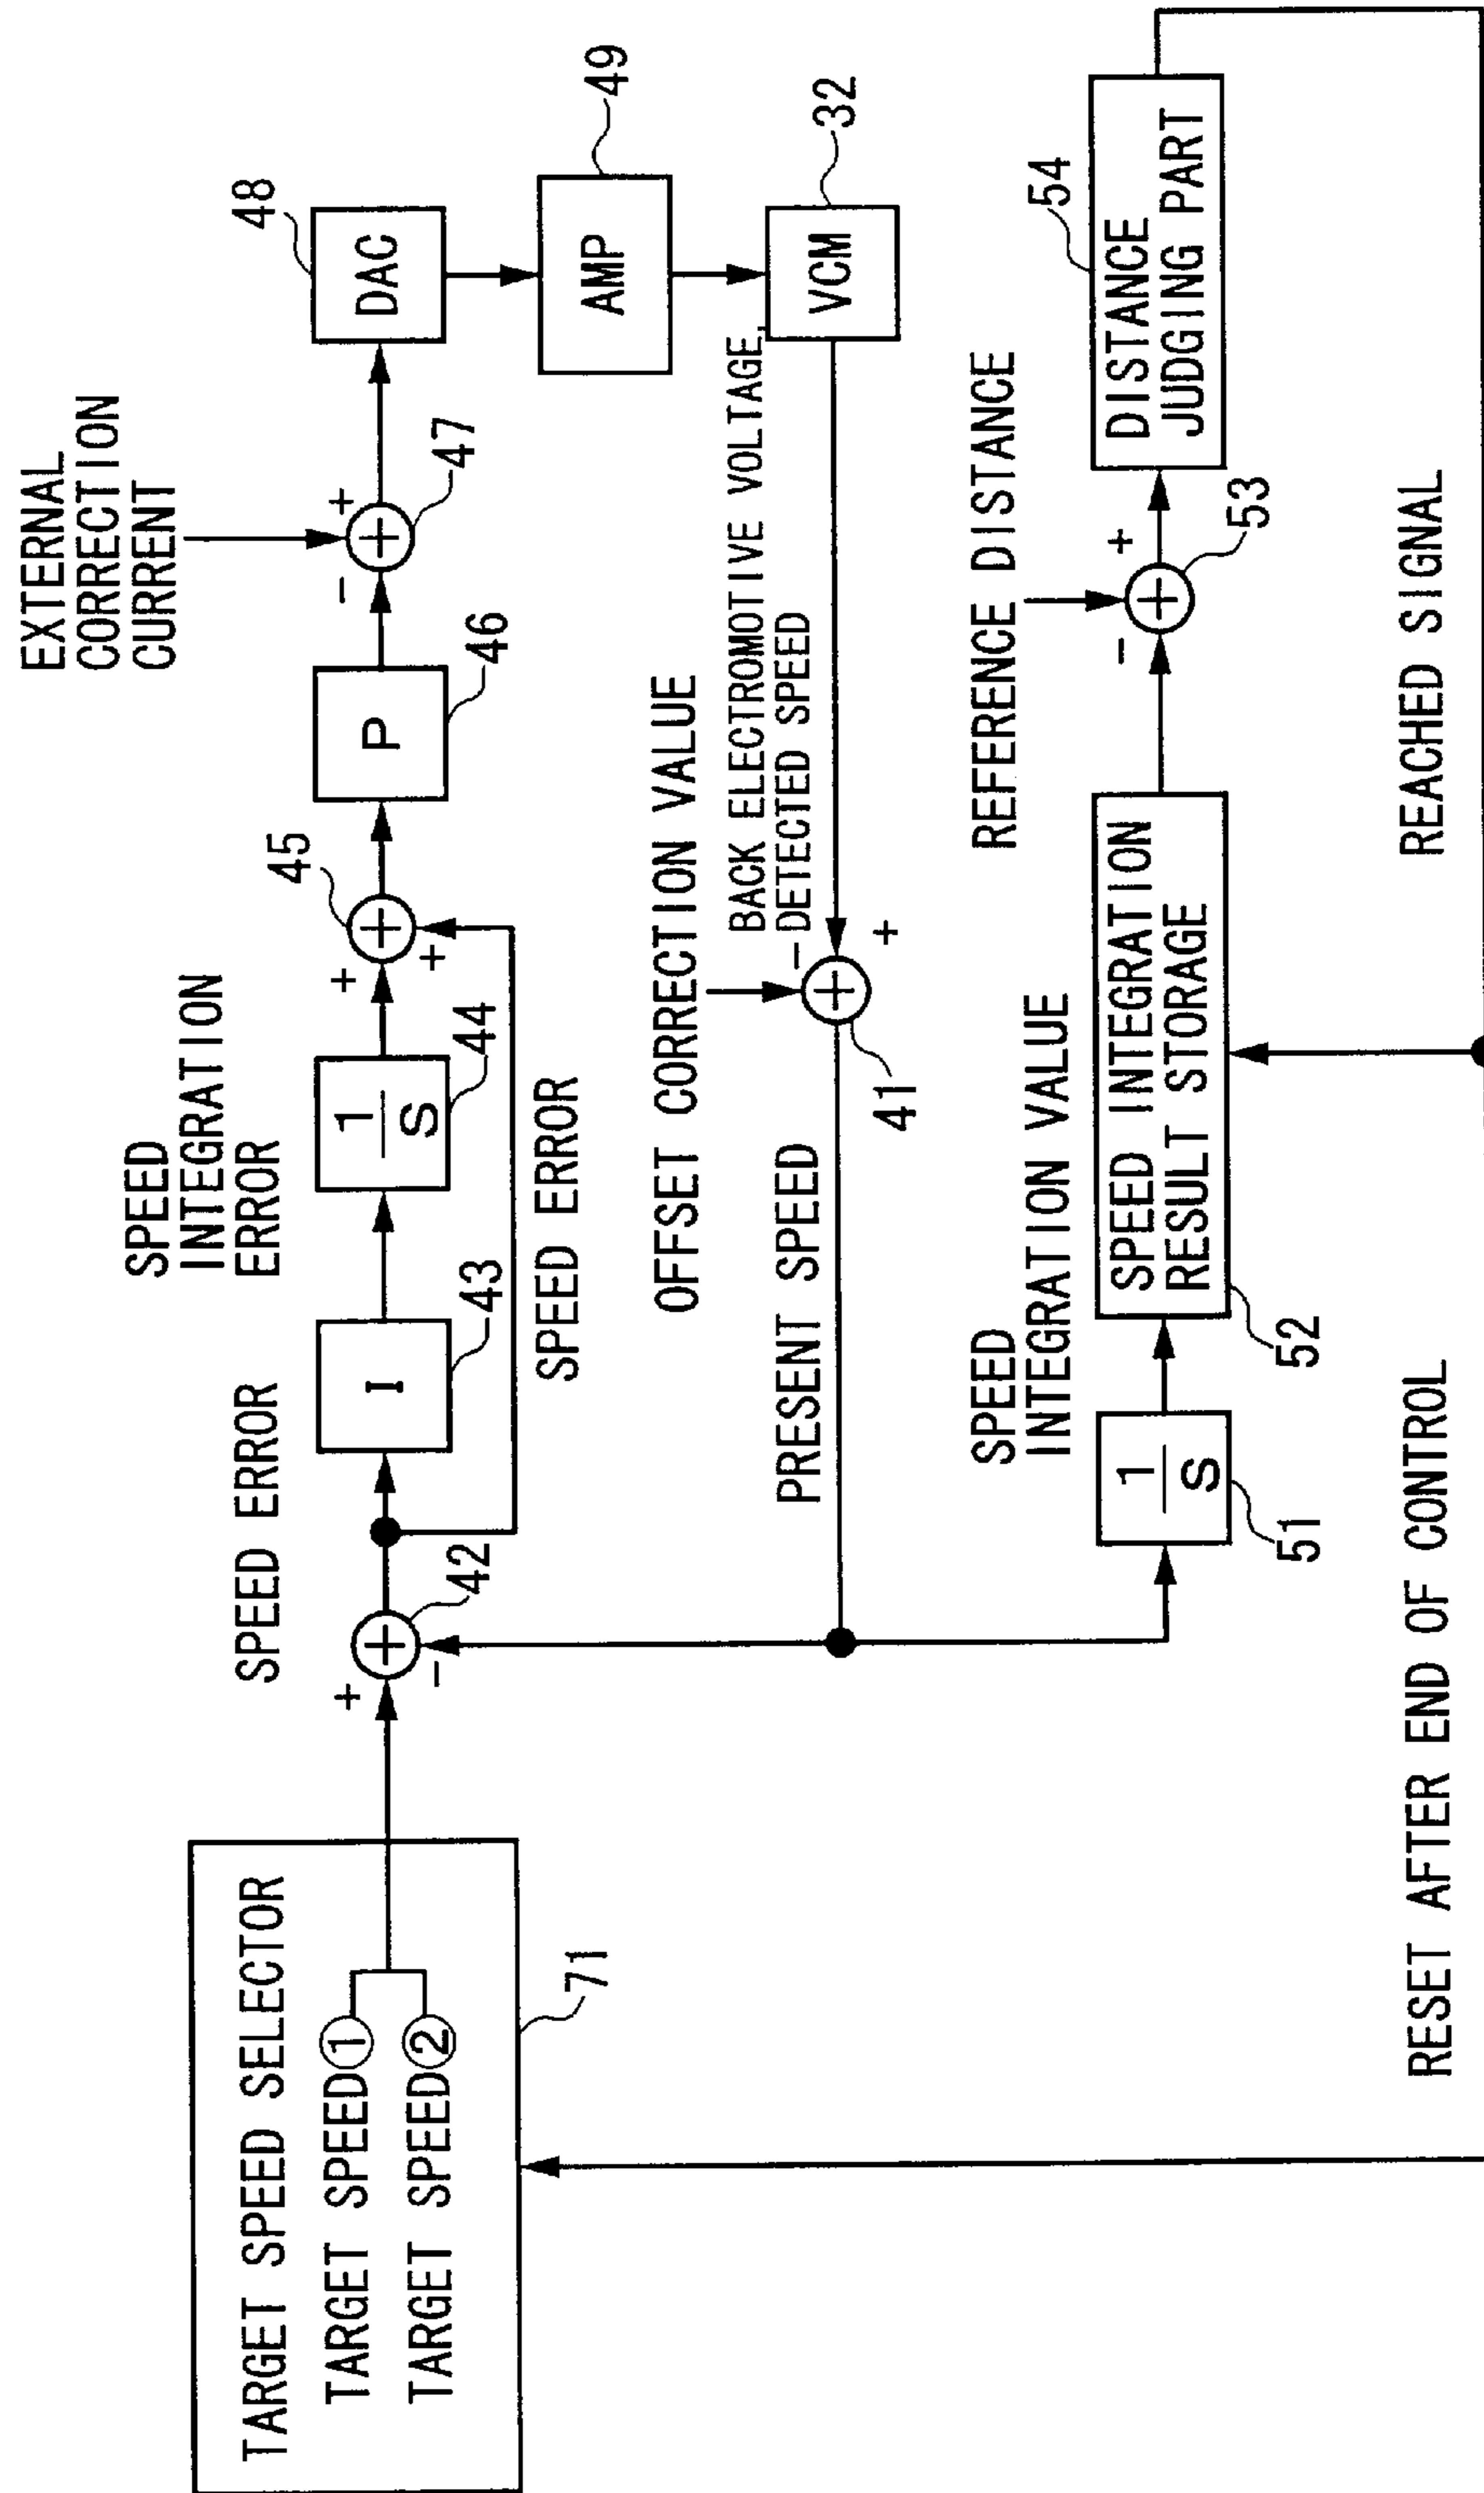 TARGET SPEED SELECTOR
TARGET SPEED①
TARGET SPEED②
71
+
-
42
SPEED ERROR
I
43
SPEED
INTEGRATION
ERROR
1
S
44
SPEED ERROR
45
+
+
P
46
EXTERNAL
CORRECTION
CURRENT
-
+
47
DAC
48
AMP
49
VCM
32
BACK ELECTROMOTIVE VOLTAGE,
DETECTED SPEED
OFFSET CORRECTION VALUE
-
+
41
PRESENT SPEED
1
S
51
SPEED
INTEGRATION VALUE
SPEED INTEGRATION
RESULT STORAGE
52
REFERENCE DISTANCE
-
+
53
DISTANCE
JUDGING PART
54
RESET AFTER END OF CONTROL
REACHED SIGNAL